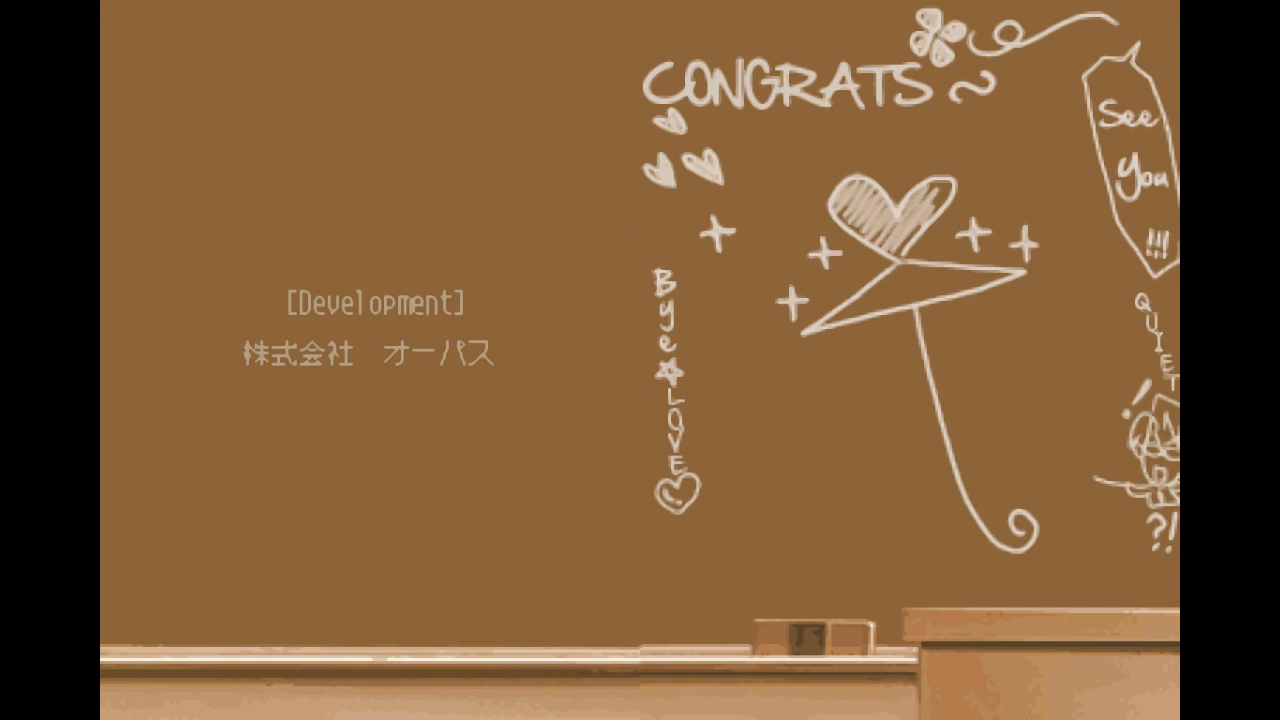 [Development]
株式会社　オーパス
CONGRATS~
Bye☆LOVE
See
You
!!!
QUIET
?!